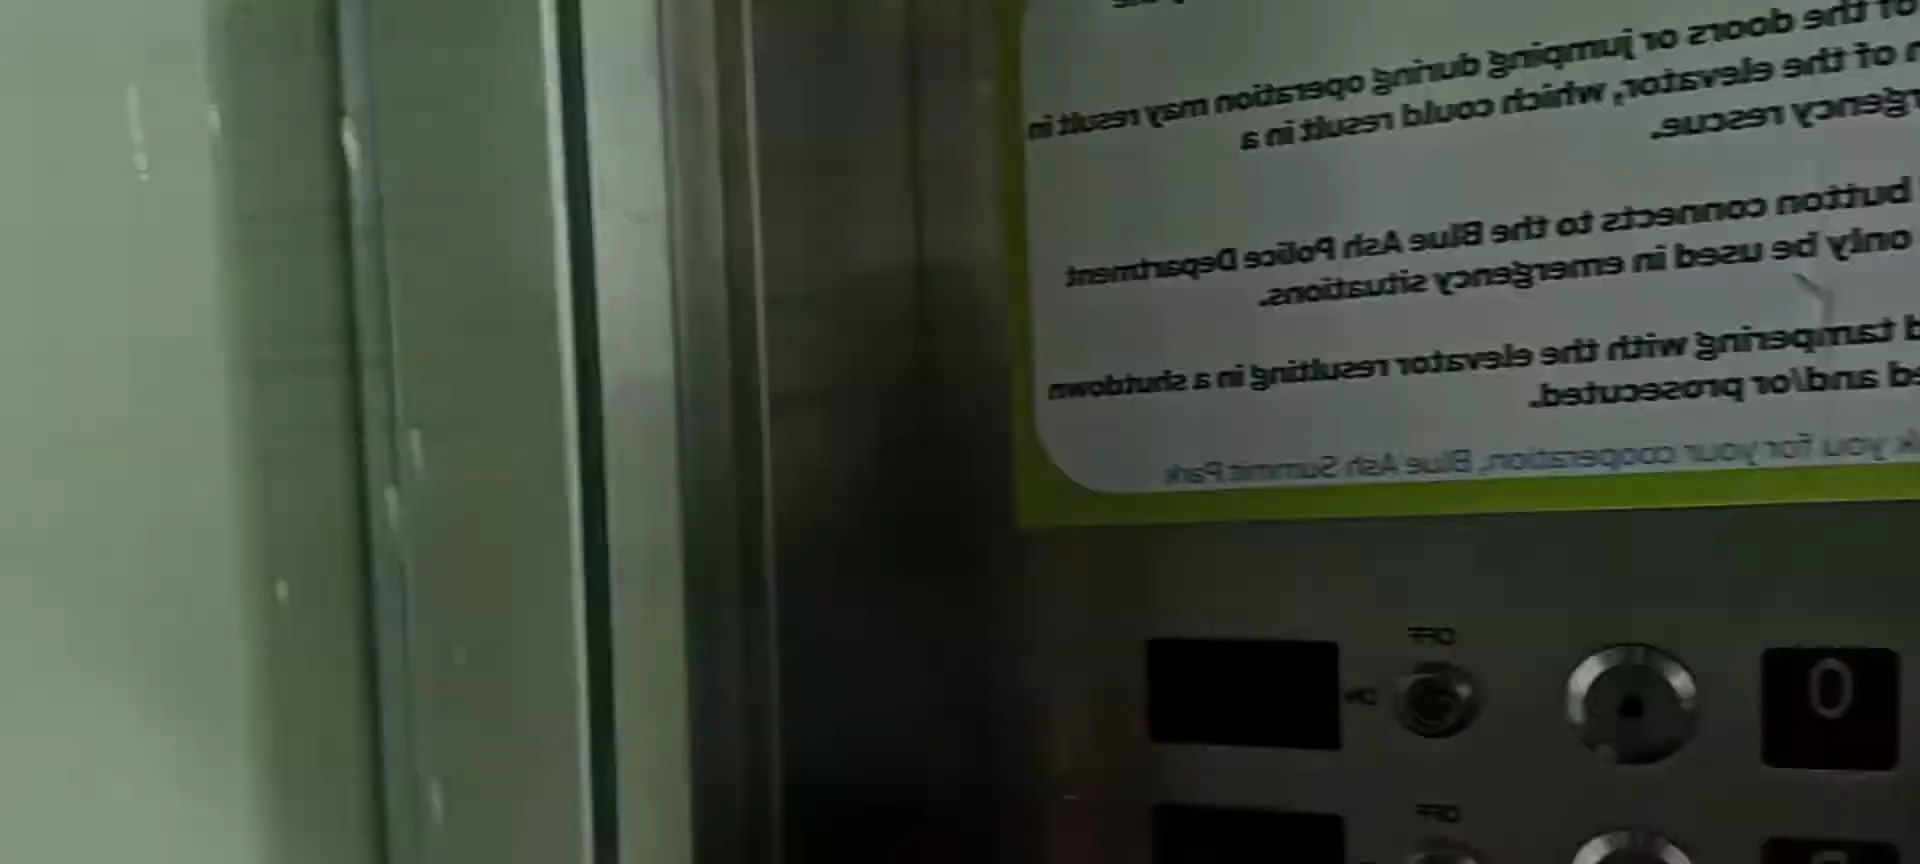 of the doors or jumping during operation may result in
of the elevator, which could result in a
rescue.
button connects to the Blue Ash Police Department
only be used in emergency situations.
tampering with the elevator resulting in a shutdown
and/or prosecuted.
you for your cooperation, Blue Ash Summit Park
OFF
ON
0
OFF